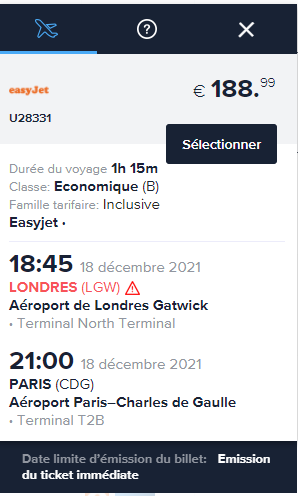 ?
easyJet
€ 188.99
U28331
Sélectionner
Durée du voyage 1h 15m
Classe: Economique (B)
Famille tarifaire: Inclusive
Easyjet •
18:45 18 décembre 2021
LONDRES (LGW)
Aéroport de Londres Gatwick
• Terminal North Terminal
21:00 18 décembre 2021
PARIS (CDG)
Aéroport Paris–Charles de Gaulle
• Terminal T2B
Date limite d’émission du billet: Emission
du ticket immédiate